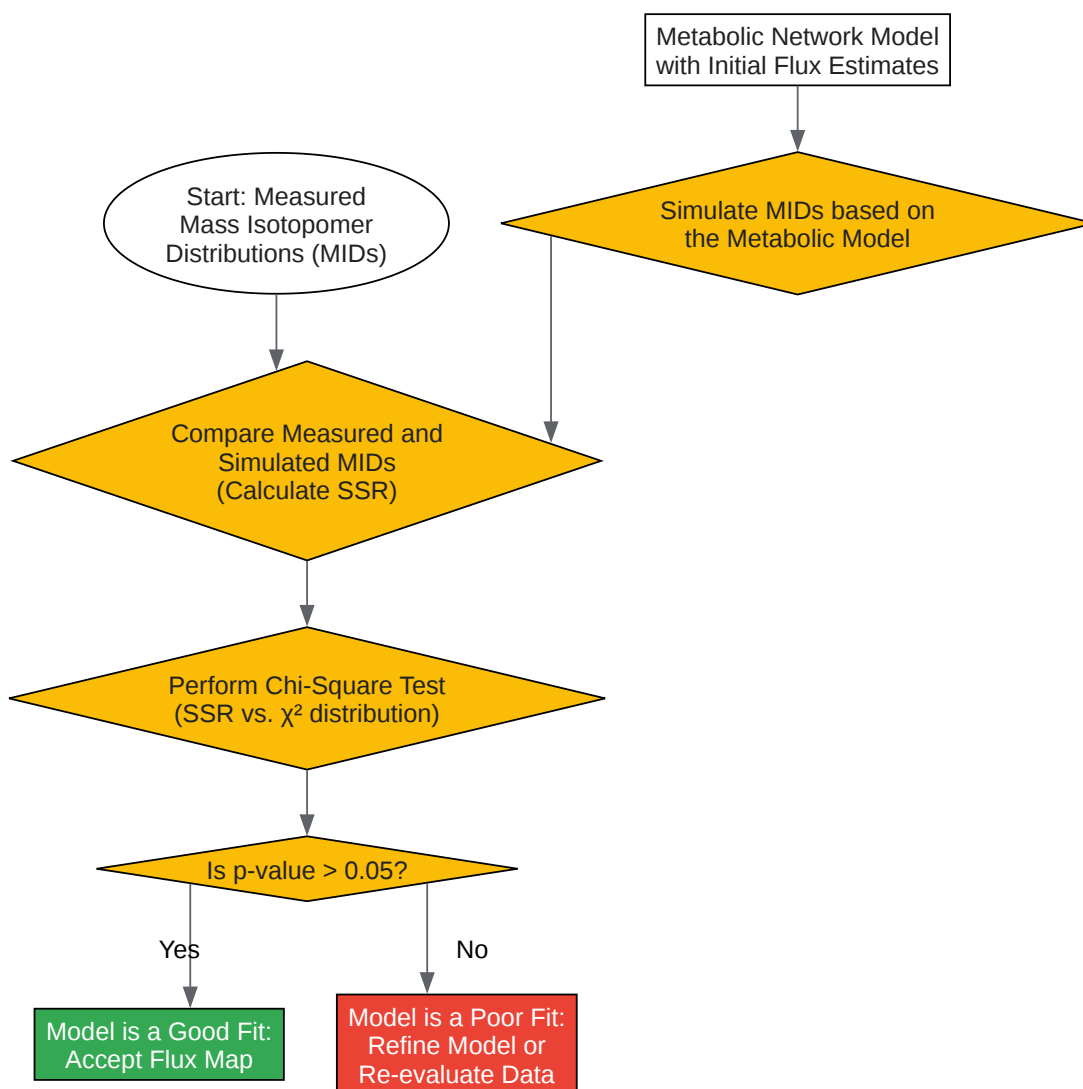 Metabolic Network Model
with Initial Flux Estimates
Start: Measured
Mass Isotopomer
Distributions (MIDs)
Simulate MIDs based on
the Metabolic Model
Compare Measured and
Simulated MIDs
(Calculate SSR)
Perform Chi-Square Test
(SSR vs. χ² distribution)
Is p-value > 0.05?
Yes
No
Model is a Good Fit:
Accept Flux Map
Model is a Poor Fit:
Refine Model or
Re-evaluate Data